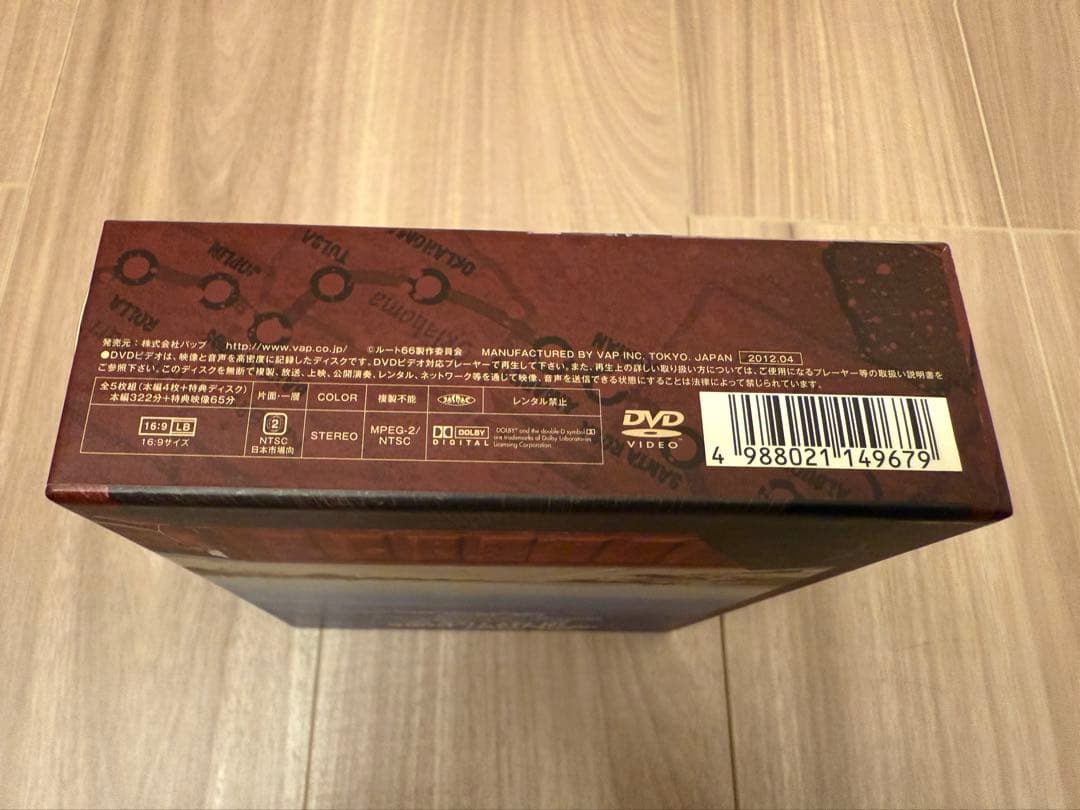 JOPLIN
TULSA
OKLAHOMA
ROLLA
Oklahoma
発売元：株式会社バップ http://www.vap.co.jp/ ©ルート66製作委員会 MANUFACTURED BY VAP INC, TOKYO. JAPAN 2012.04
●DVDビデオは、映像と音声を高密度に記録したディスクです。DVDビデオ対応プレーヤーで再生して下さい。また、再生上の詳しい取り扱い方については、ご使用になるプレーヤー等の取扱い説明書を
ご参照下さい。このディスクを無断で複製、放送、上映、公開演奏、レンタル、ネットワーク等を通じて映像、音声を送信できる状態にすることは法律によって禁じられています。
全5枚組（本編4枚+特典ディスク）
本編322分+特典映像65分
片面・一層
COLOR
複製不能
レンタル禁止
16:9 LB
16:9サイズ
2
NTSC
日本市場向
STEREO
MPEG-2/
NTSC
DOLBY
DIGITAL
DOLBY and the double-D symbol
are trademarks of Dolby Laboratories
Licensing Corporation.
DVD
VIDEO
4 988021 149679